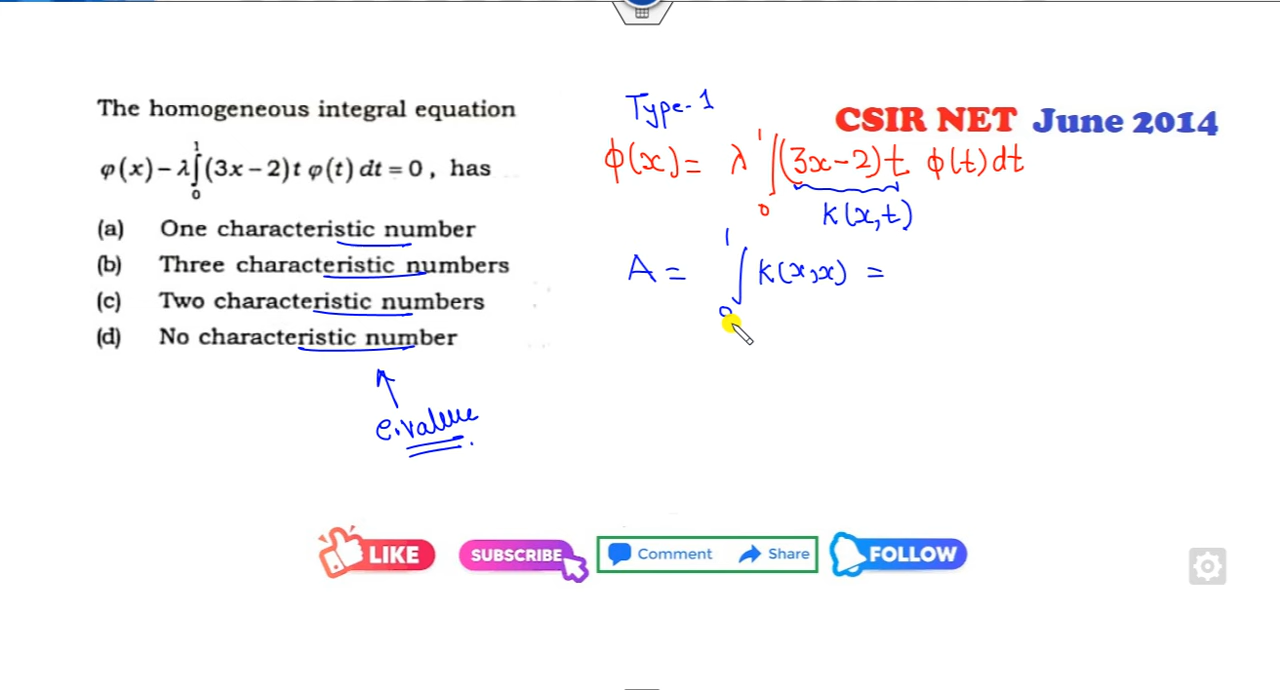 The homogeneous integral equation
φ(x) − λ∫₀¹(3x − 2) t φ(t) dt = 0 , has
(a) One characteristic number
(b) Three characteristic numbers
(c) Two characteristic numbers
(d) No characteristic number
e.value
Type-1
CSIR NET June 2014
ϕ(x) = λ ∫₀¹ (3x−2)t ϕ(t)dt
K(x,t)
A = ∫₀¹ K(x,x) =
LIKE
SUBSCRIBE
Comment
Share
FOLLOW